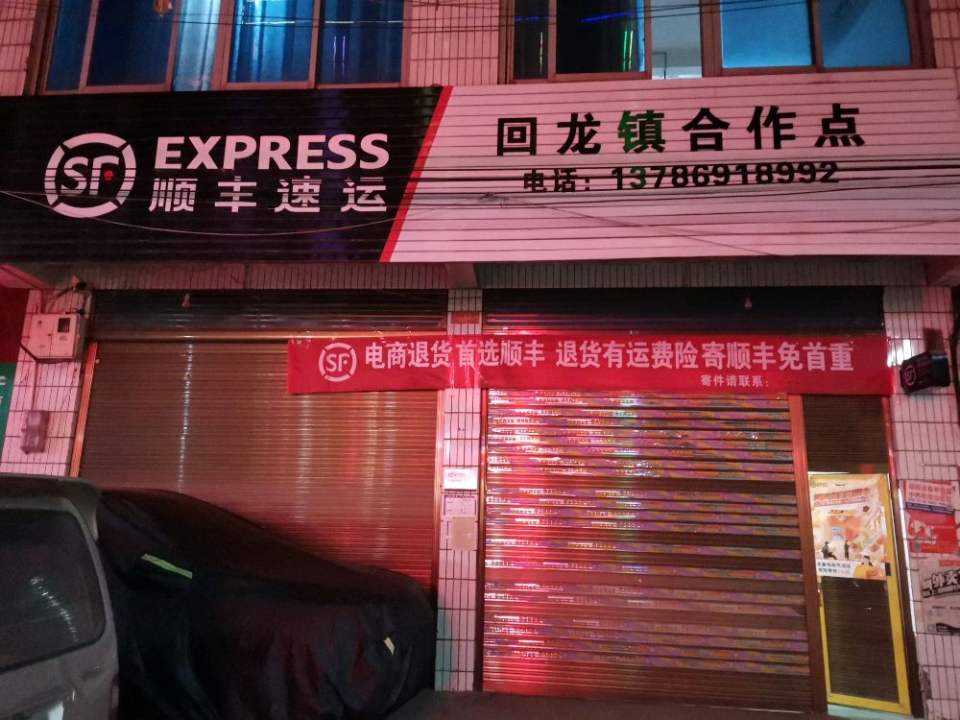 SF EXPRESS
顺丰速运
回龙镇合作点
电话：13786918992
SF 电商退货首选顺丰 退货有运费险寄顺丰免首重
寄件请联系：